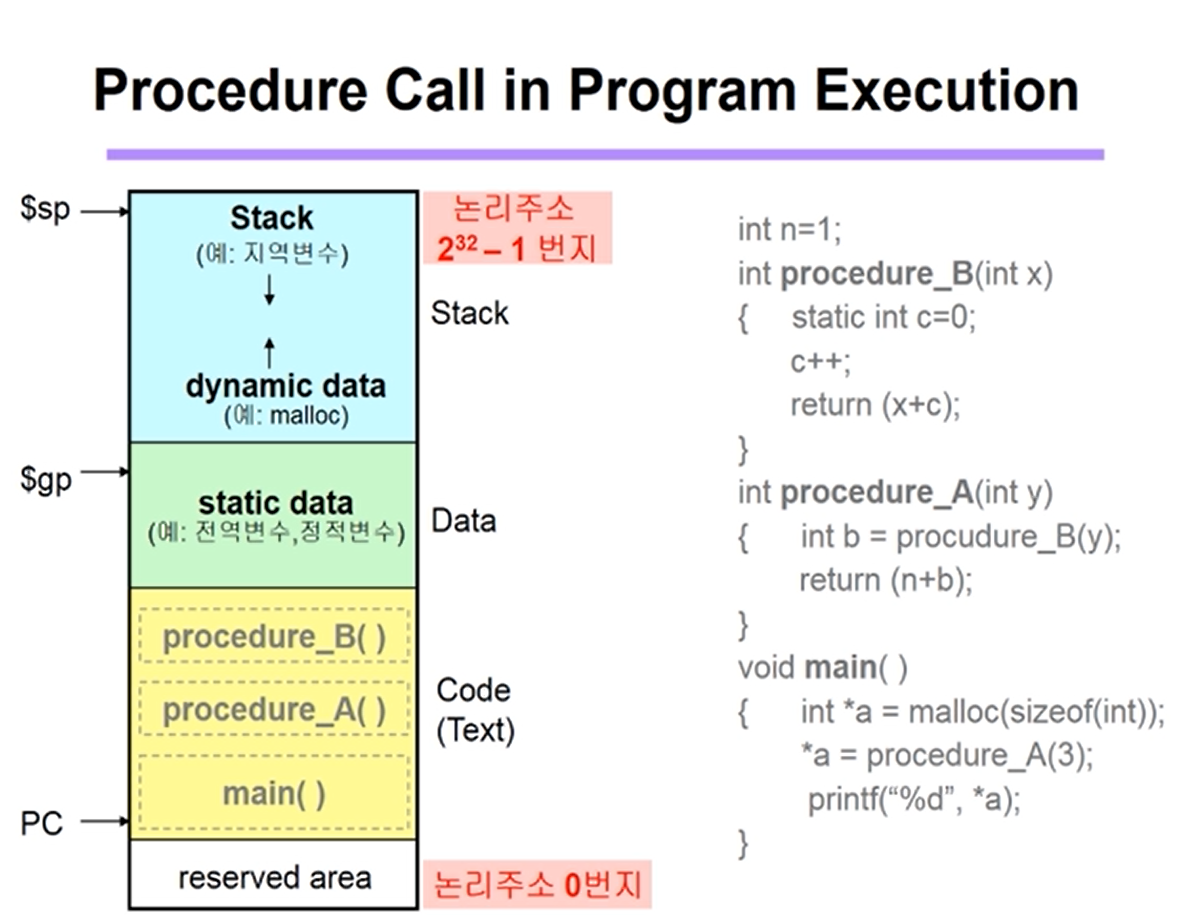 Procedure Call in Program Execution
$sp
Stack
(예: 지역변수)
dynamic data
(예: malloc)
논리주소
2³² – 1 번지
Stack
$gp
static data
(예: 전역변수,정적변수)
Data
procedure_B( )
procedure_A( )
main( )
Code
(Text)
PC
reserved area
논리주소 0번지
int n=1;
int procedure_B(int x)
{ static int c=0;
c++;
return (x+c);
}
int procedure_A(int y)
{ int b = procudure_B(y);
return (n+b);
}
void main( )
{ int *a = malloc(sizeof(int));
*a = procedure_A(3);
printf(“%d”, *a);
}